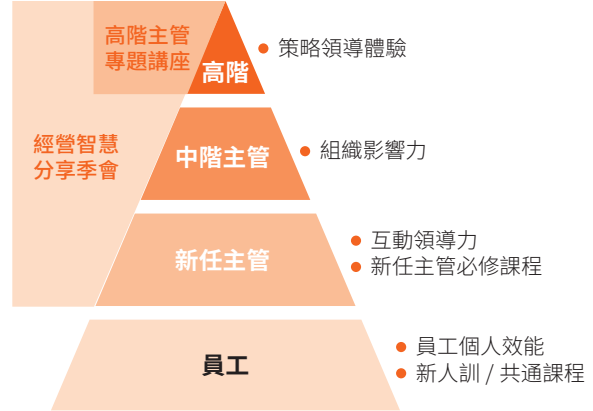 高階主管
專題講座
高階
策略領導體驗
經營智慧
分享季會
中階主管
組織影響力
新任主管
互動領導力
新任主管必修課程
員工
員工個人效能
新人訓 / 共通課程